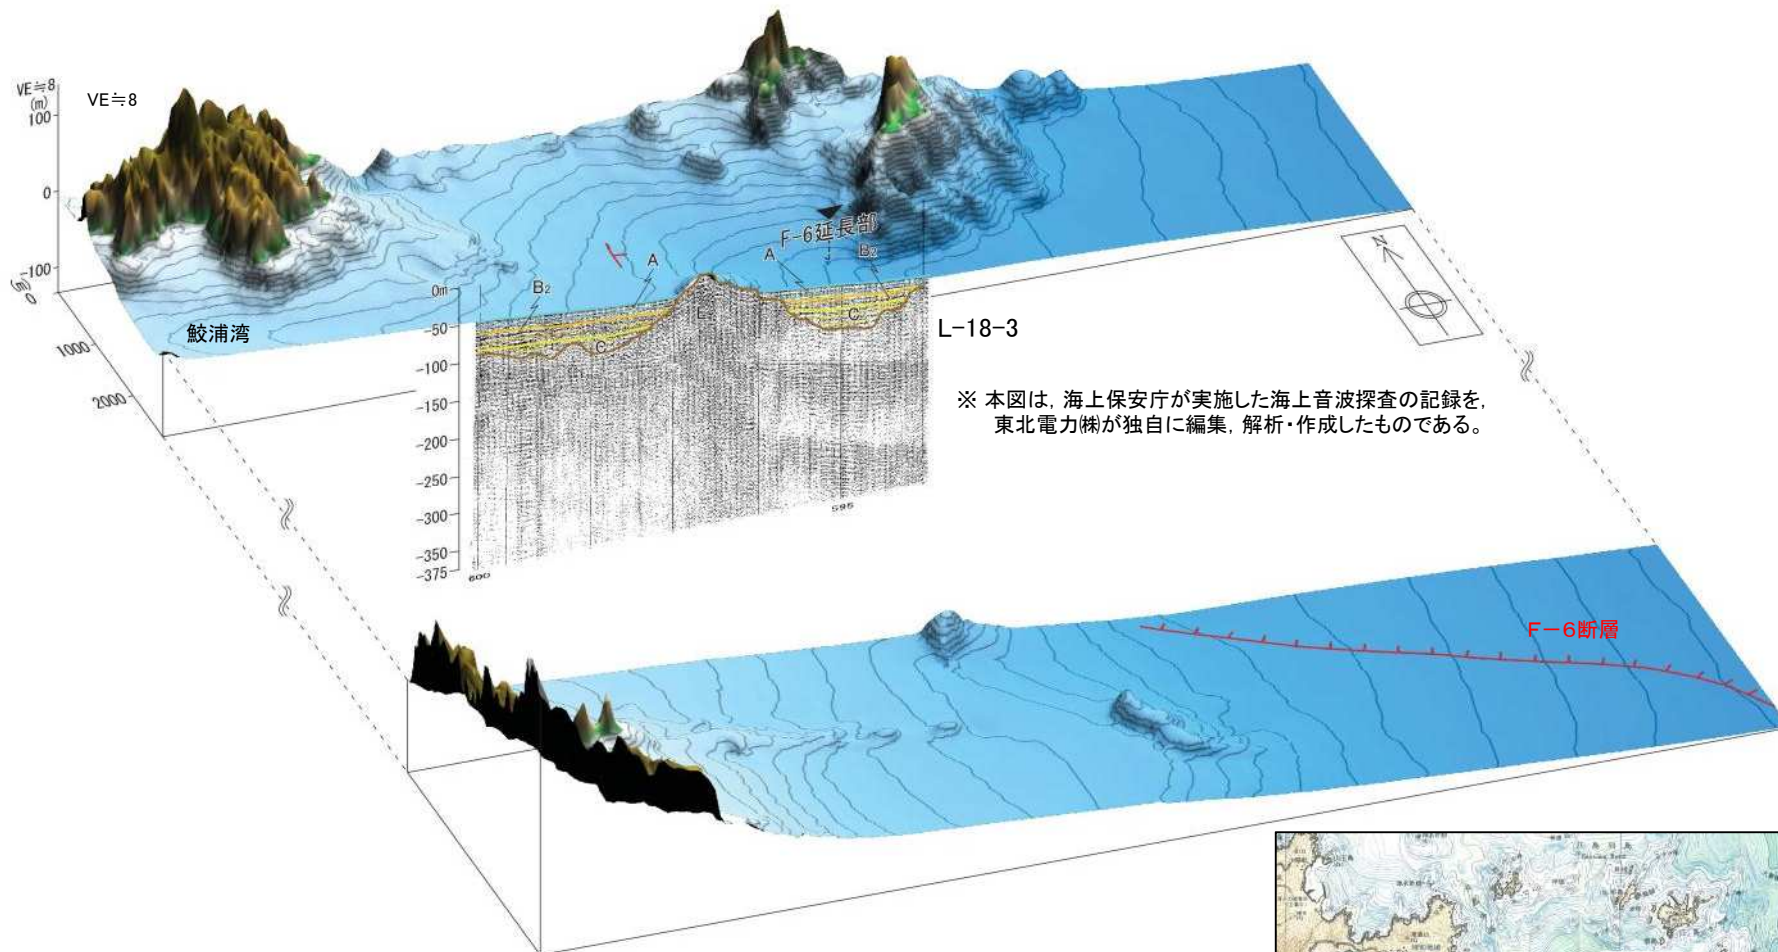 VE≒8
(m)
100
0
-100
(m)
0
1000
2000
VE≒8
鮫浦湾
F-6延長部
A
A
B2
B2
C
C
E
L-18-3
0m
-50
-100
-150
-200
-250
-300
-350
-375
600
595
N
※ 本図は, 海上保安庁が実施した海上音波探査の記録を,
東北電力㈱が独自に編集, 解析・作成したものである。
F-6断層